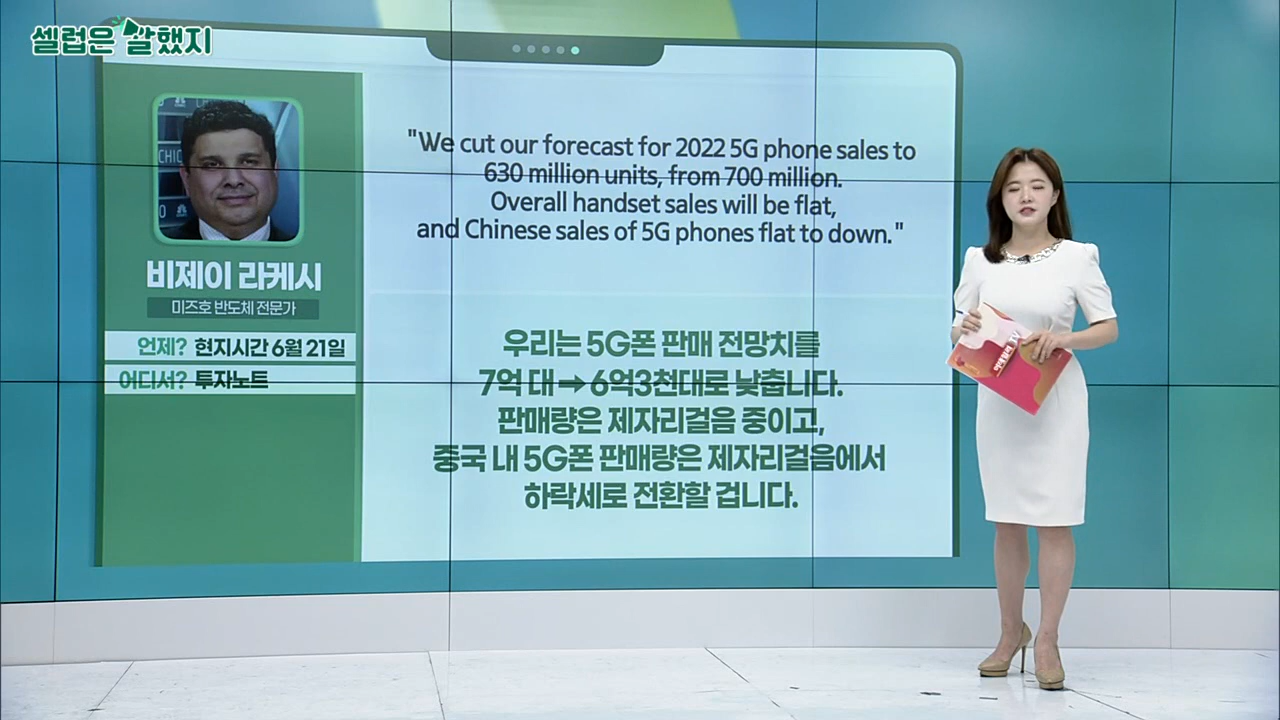 셀럽은 말했지
"We cut our forecast for 2022 5G phone sales to
630 million units, from 700 million.
Overall handset sales will be flat,
and Chinese sales of 5G phones flat to down."
비제이 라케시
미즈호 반도체 전문가
언제? 현지시간 6월 21일
어디서? 투자노트
우리는 5G폰 판매 전망치를
7억 대 ➡ 6억3천대로 낮춥니다.
판매량은 제자리걸음 중이고,
중국 내 5G폰 판매량은 제자리걸음에서
하락세로 전환할 겁니다.
이데일리 TV